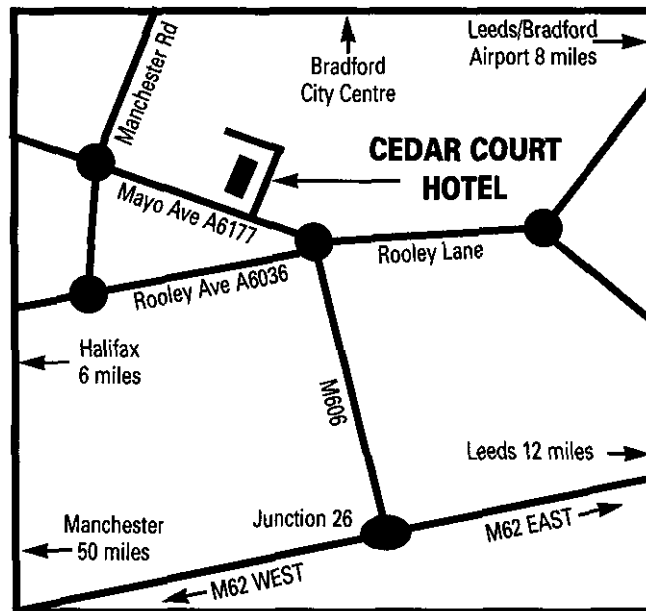 Manchester Rd
Bradford
City Centre
Leeds/Bradford
Airport 8 miles
CEDAR COURT
HOTEL
Mayo Ave A6177
Rooley Lane
Rooley Ave A6036
Halifax
6 miles
M606
Leeds 12 miles
Manchester
50 miles
Junction 26
M62 EAST
M62 WEST